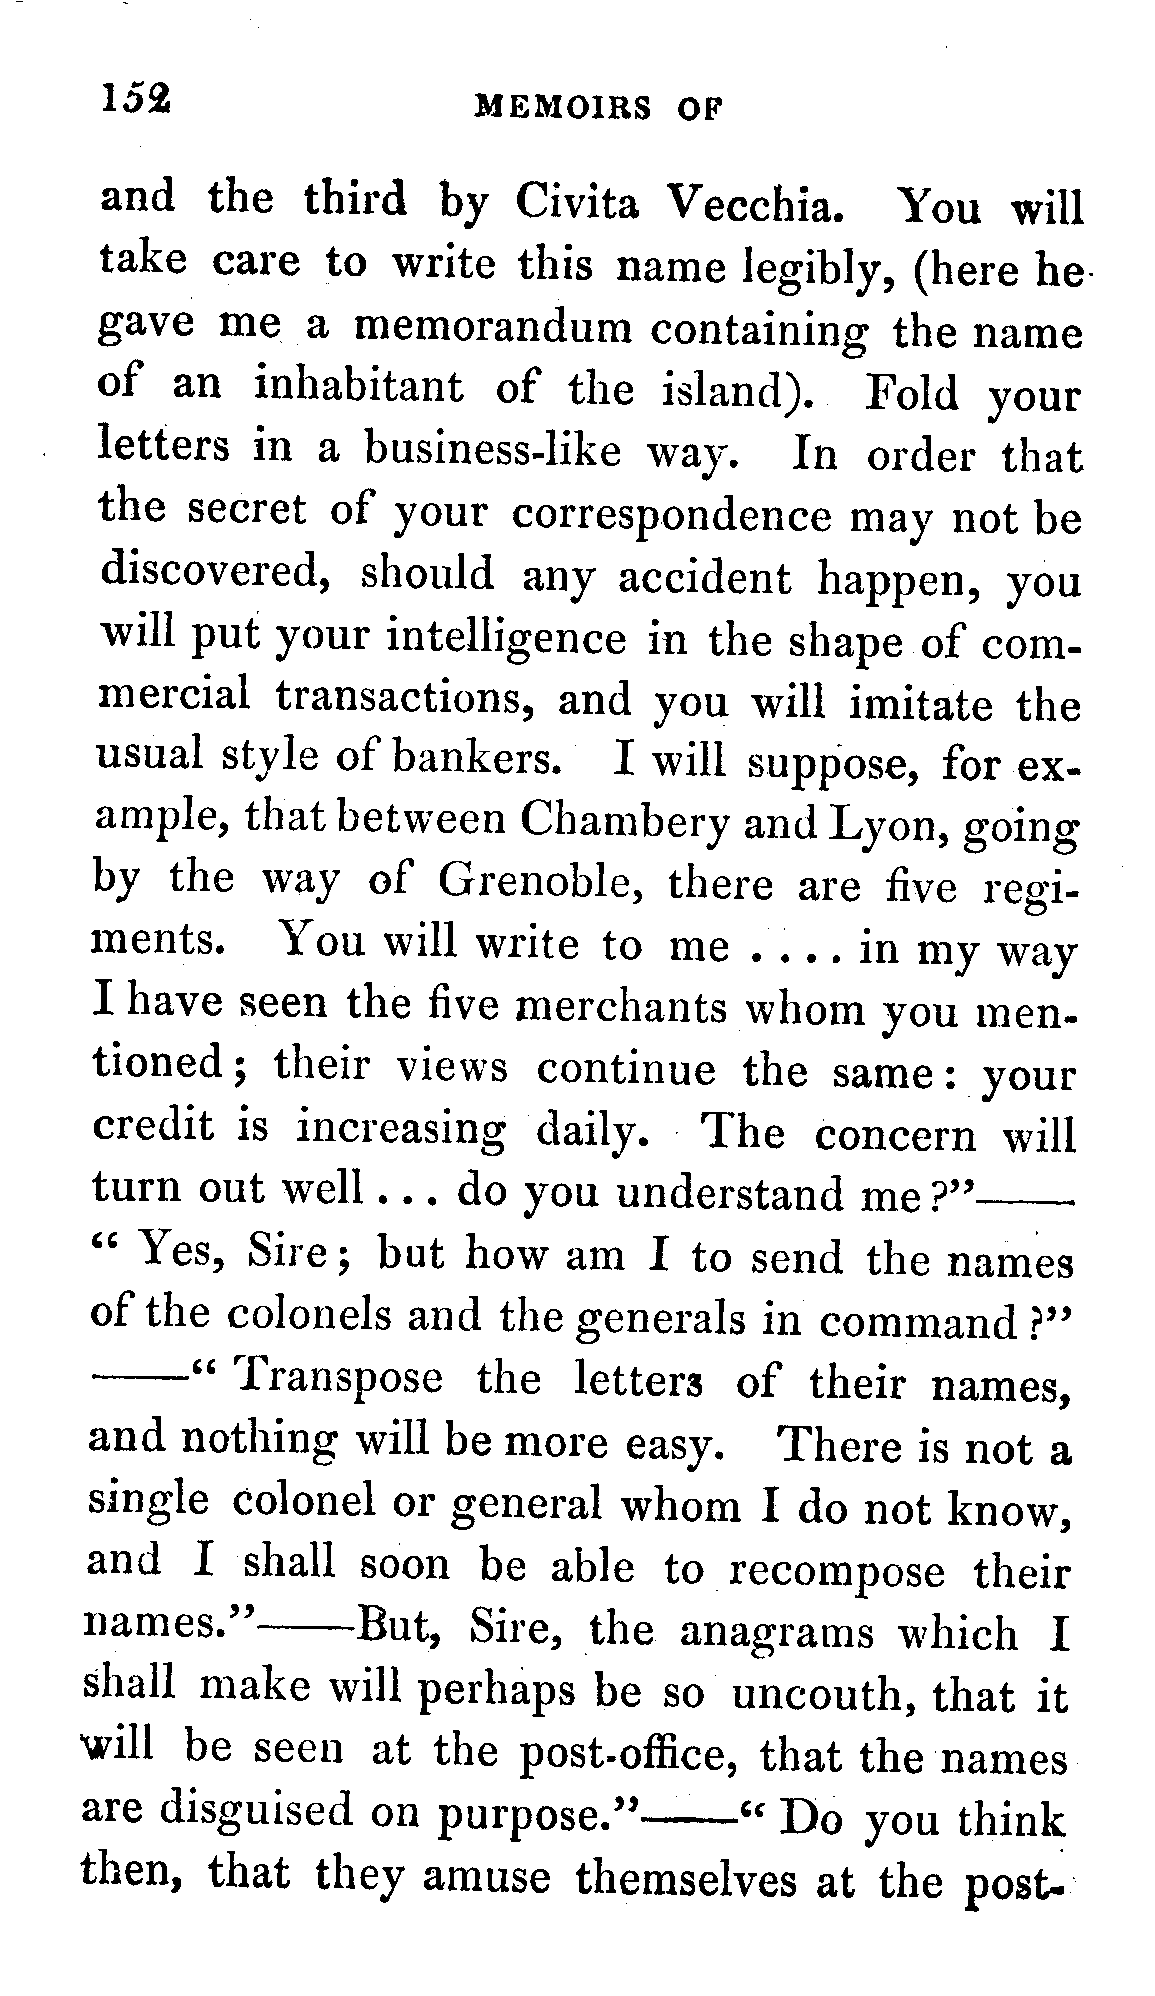 152 MEMOIRS OF
and the third by Civita Vecchia. You will
take care to write this name legibly, (here he
gave me a memorandum containing the name
of an inhabitant of the island). Fold your
letters in a business-like way. In order that
the secret of your correspondence may not be
discovered, should any accident happen, you
will put your intelligence in the shape of com-
mercial transactions, and you will imitate the
usual style of bankers. I will suppose, for ex-
ample, that between Chambery and Lyon, going
by the way of Grenoble, there are five regi-
ments. You will write to me .... in my way
I have seen the five merchants whom you men-
tioned; their views continue the same: your
credit is increasing daily. The concern will
turn out well ... do you understand me?"——
" Yes, Sire; but how am I to send the names
of the colonels and the generals in command?"
——" Transpose the letters of their names,
and nothing will be more easy. There is not a
single colonel or general whom I do not know,
and I shall soon be able to recompose their
names."——But, Sire, the anagrams which I
shall make will perhaps be so uncouth, that it
will be seen at the post-office, that the names
are disguised on purpose."——" Do you think
then, that they amuse themselves at the post-